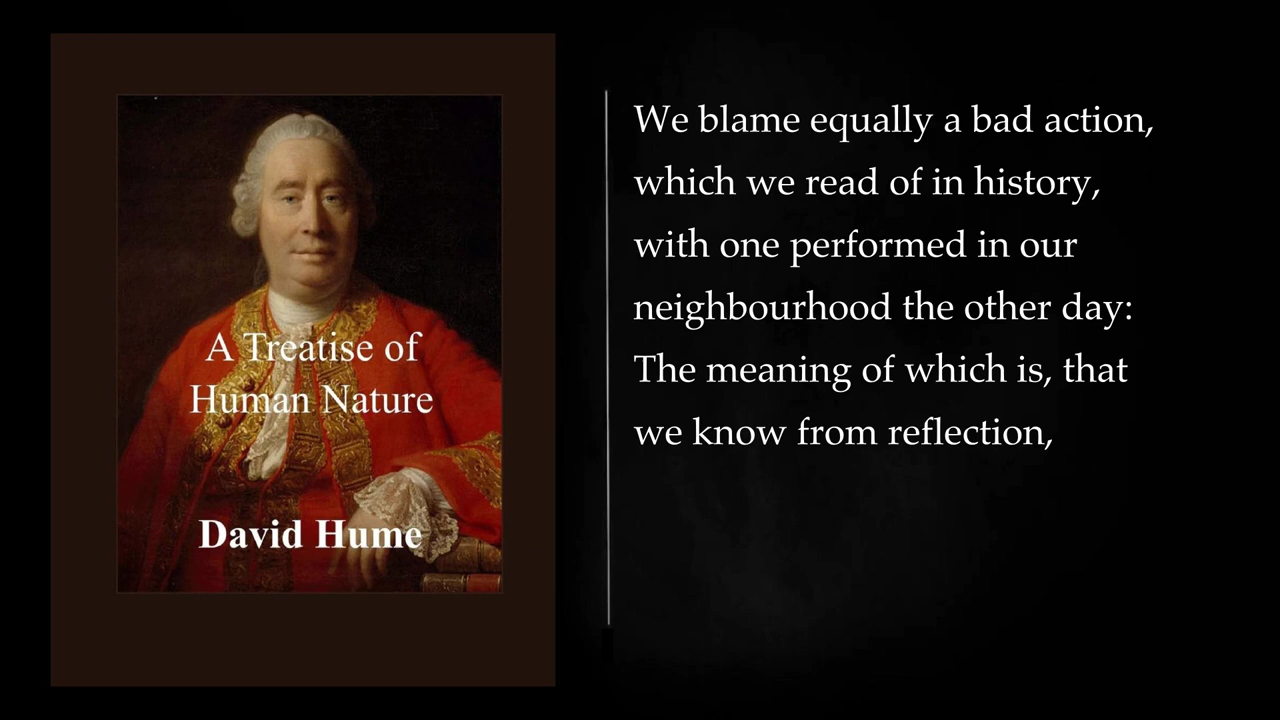 A Treatise of
Human Nature
David Hume
We blame equally a bad action,
which we read of in history,
with one performed in our
neighbourhood the other day:
The meaning of which is, that
we know from reflection,